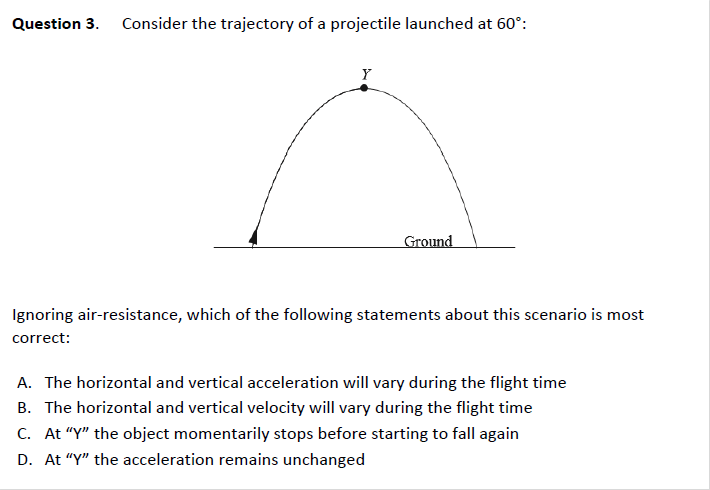 Question 3. Consider the trajectory of a projectile launched at 60°:
Y
Ground
Ignoring air-resistance, which of the following statements about this scenario is most
correct:
A. The horizontal and vertical acceleration will vary during the flight time
B. The horizontal and vertical velocity will vary during the flight time
C. At “Y” the object momentarily stops before starting to fall again
D. At “Y” the acceleration remains unchanged